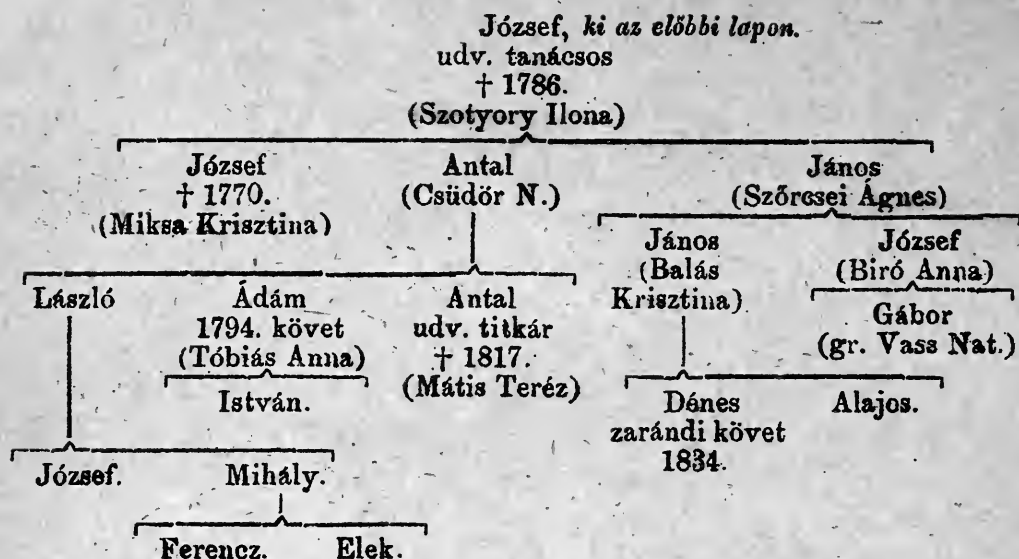 József, ki az előbbi lapon.
udv. tanácsos
† 1786.
(Szotyory Ilona)
József
† 1770.
(Miksa Krisztina)
Antal
(Csüdör N.)
János
(Szőrcsei Ágnes)
János
(Balás
Krisztina)
József
(Biró Anna)
Gábor
(gr. Vass Nat.)
László
Ádám
1794. követ
(Tóbiás Anna)
István.
Antal
udv. titkár
† 1817.
(Mátis Teréz)
Dénes
zarándi követ
1834.
Alajos.
József.
Mihály.
Ferencz.
Elek.